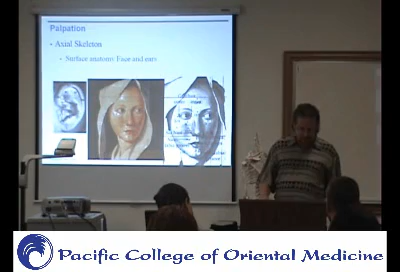 Palpation
- Axial Skeleton
- Surface anatomy Face and ears
Pacific College of Oriental Medicine